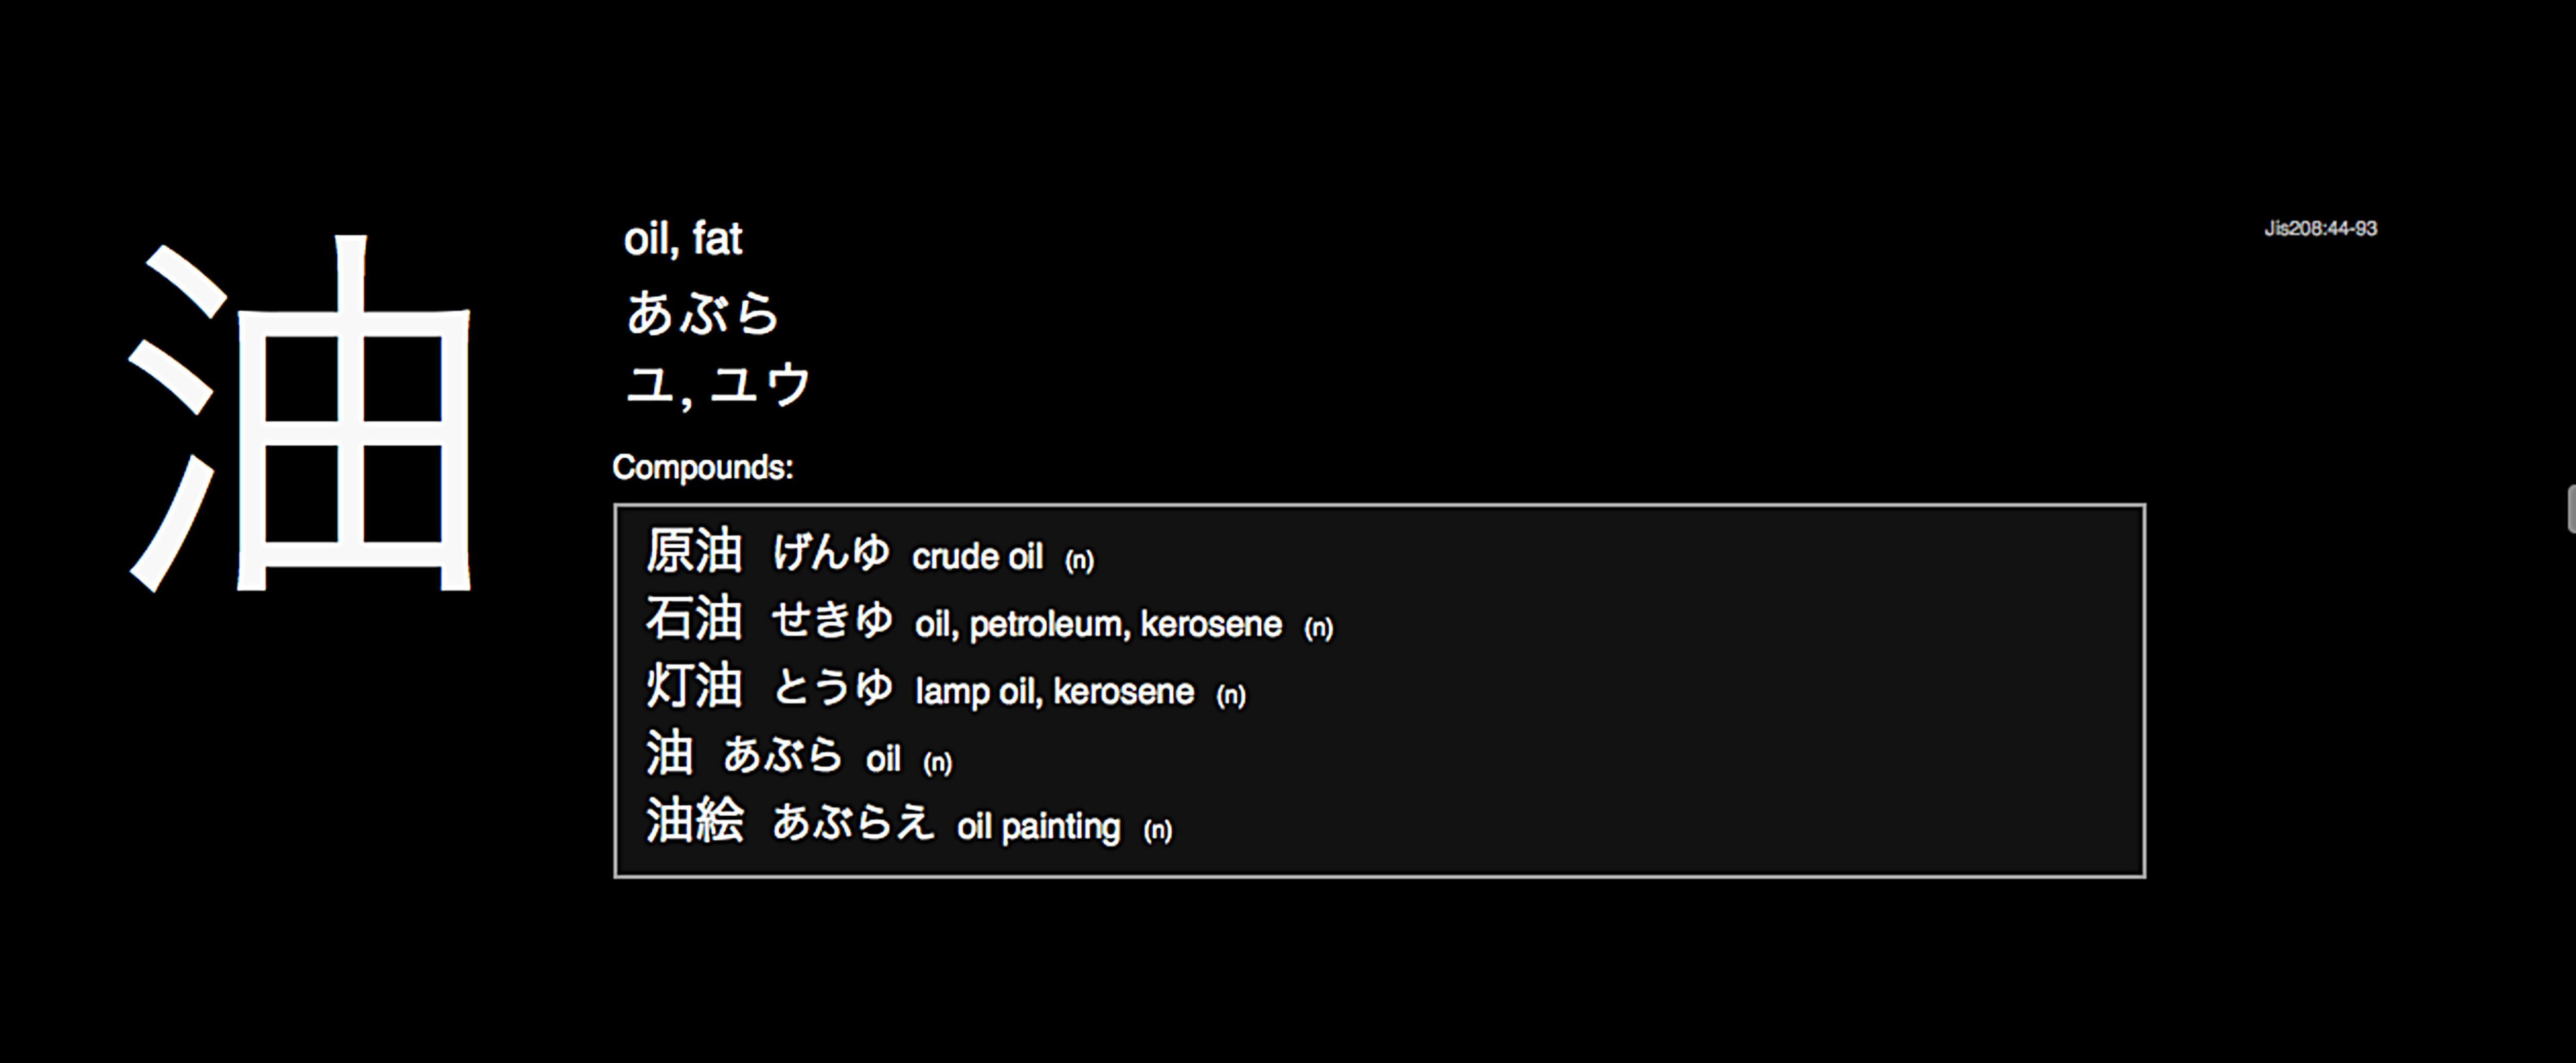 油
oil, fat
あぶら
ユ, ユウ
Jis208:44-93
Compounds:
原油 げんゆ crude oil (n)
石油 せきゆ oil, petroleum, kerosene (n)
灯油 とうゆ lamp oil, kerosene (n)
油 あぶら oil (n)
油絵 あぶらえ oil painting (n)